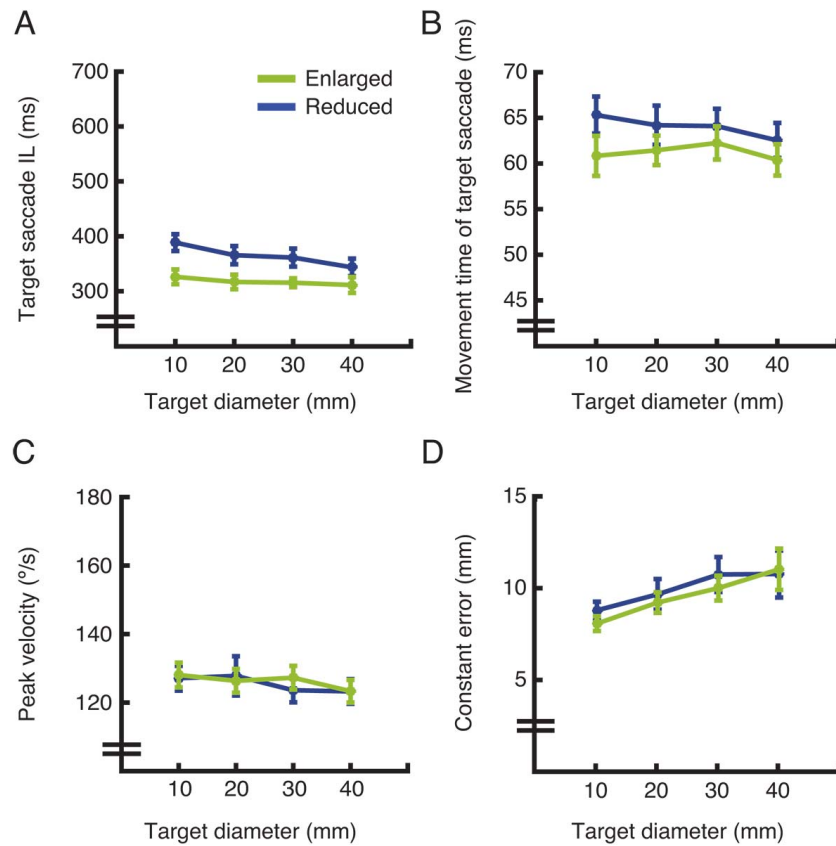 A
Target saccade IL (ms)
700
600
500
400
300
10 20 30 40
Target diameter (mm)
Enlarged
Reduced
B
Movement time of target saccade (ms)
70
65
60
55
50
45
10 20 30 40
Target diameter (mm)
C
Peak velocity (º/s)
180
160
140
120
10 20 30 40
Target diameter (mm)
D
Constant error (mm)
15
10
5
10 20 30 40
Target diameter (mm)